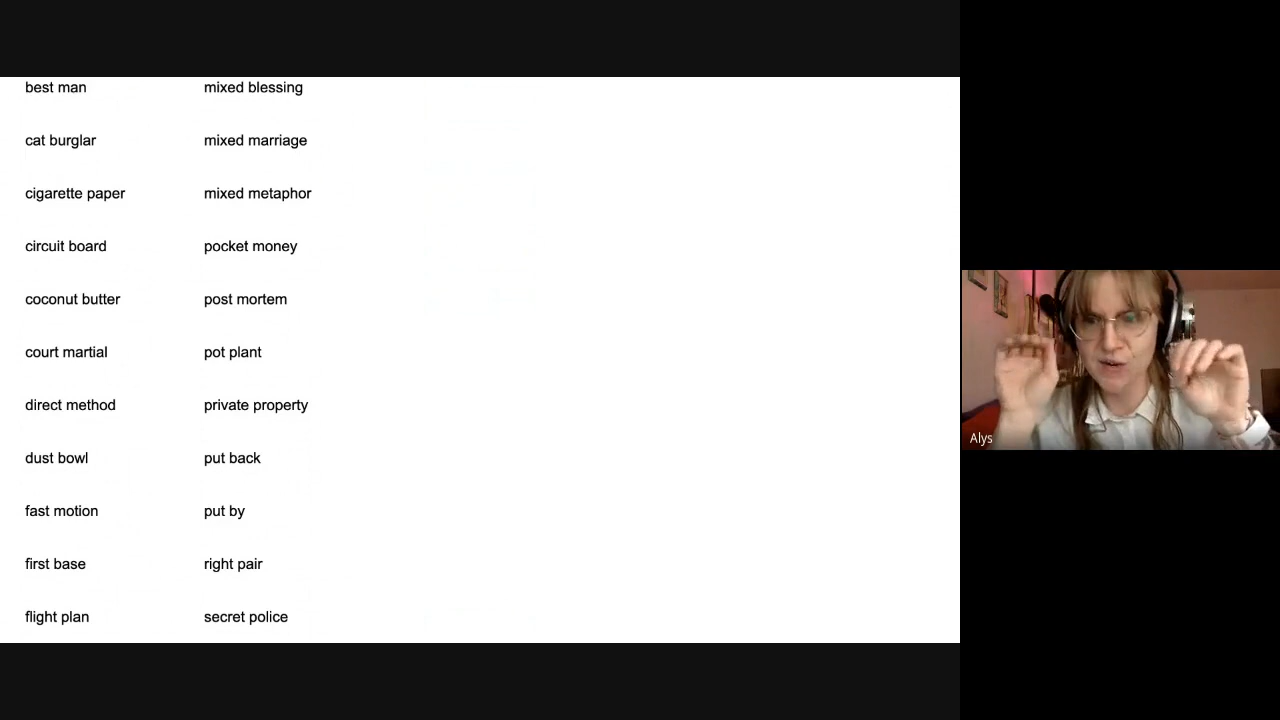 best man mixed blessing
cat burglar mixed marriage
cigarette paper mixed metaphor
circuit board pocket money
coconut butter post mortem
court martial pot plant
direct method private property
dust bowl put back
fast motion put by
first base right pair
flight plan secret police
Alys